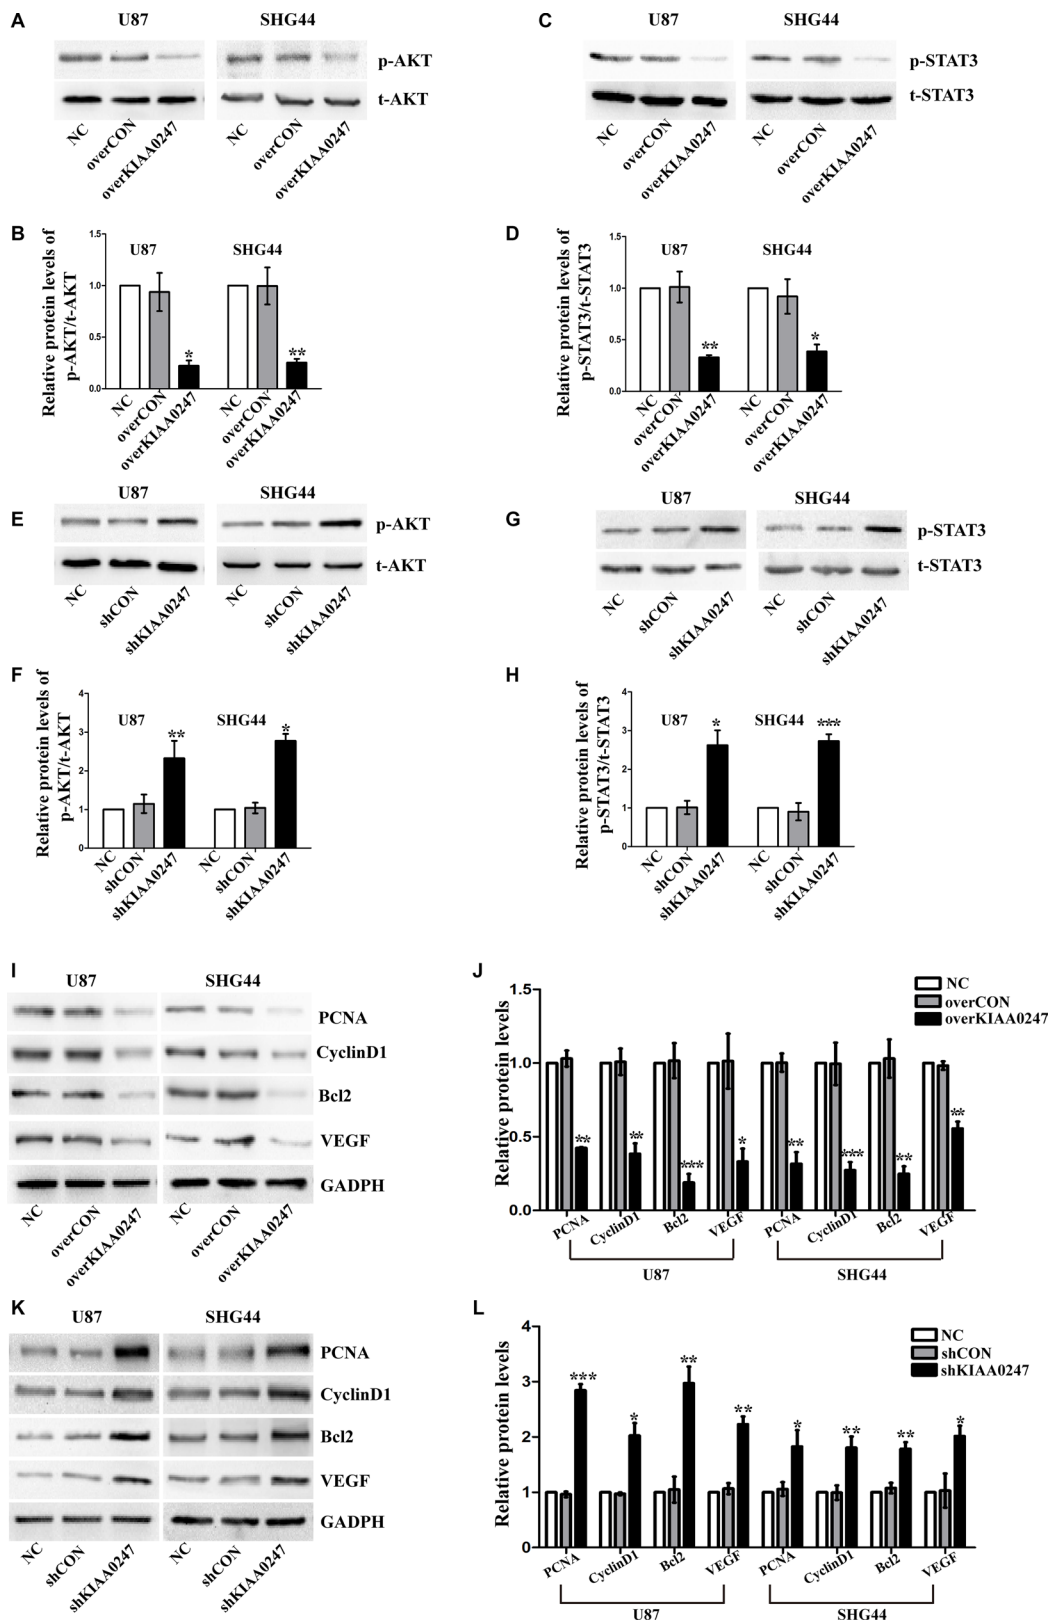 A
U87
SHG44
p-AKT
t-AKT
NC
overCON
overKIAA0247
NC
overCON
overKIAA0247
C
U87
SHG44
p-STAT3
t-STAT3
NC
overCON
overKIAA0247
NC
overCON
overKIAA0247
B
Relative protein levels of
p-AKT/t-AKT
1.5
1.0
0.5
0.0
U87
SHG44
*
**
NC
overCON
overKIAA0247
NC
overCON
overKIAA0247
D
Relative protein levels of
p-STAT3/t-STAT3
1.5
1.0
0.5
0.0
U87
SHG44
**
*
NC
overCON
overKIAA0247
NC
overCON
overKIAA0247
E
U87
SHG44
p-AKT
t-AKT
NC
shCON
shKIAA0247
NC
shCON
shKIAA0247
G
U87
SHG44
p-STAT3
t-STAT3
NC
shCON
shKIAA0247
NC
shCON
shKIAA0247
F
Relative protein levels of
p-AKT/t-AKT
4
3
2
1
0
U87
SHG44
**
*
NC
shCON
shKIAA0247
NC
shCON
shKIAA0247
H
Relative protein levels of
p-STAT3/t-STAT3
4
3
2
1
0
U87
SHG44
*
***
NC
shCON
shKIAA0247
NC
shCON
shKIAA0247
I
U87
SHG44
PCNA
CyclinD1
Bcl2
VEGF
GADPH
NC
overCON
overKIAA0247
NC
overCON
overKIAA0247
J
Relative protein levels
1.5
1.0
0.5
0.0
NC
overCON
overKIAA0247
** ** *** * ** *** ** **
PCNA CyclinD1 Bcl2 VEGF PCNA CyclinD1 Bcl2 VEGF
U87 SHG44
K
U87
SHG44
PCNA
CyclinD1
Bcl2
VEGF
GADPH
NC
shCON
shKIAA0247
NC
shCON
shKIAA0247
L
Relative protein levels
4
3
2
1
0
NC
shCON
shKIAA0247
*** * ** ** * ** ** *
PCNA CyclinD1 Bcl2 VEGF PCNA CyclinD1 Bcl2 VEGF
U87 SHG44